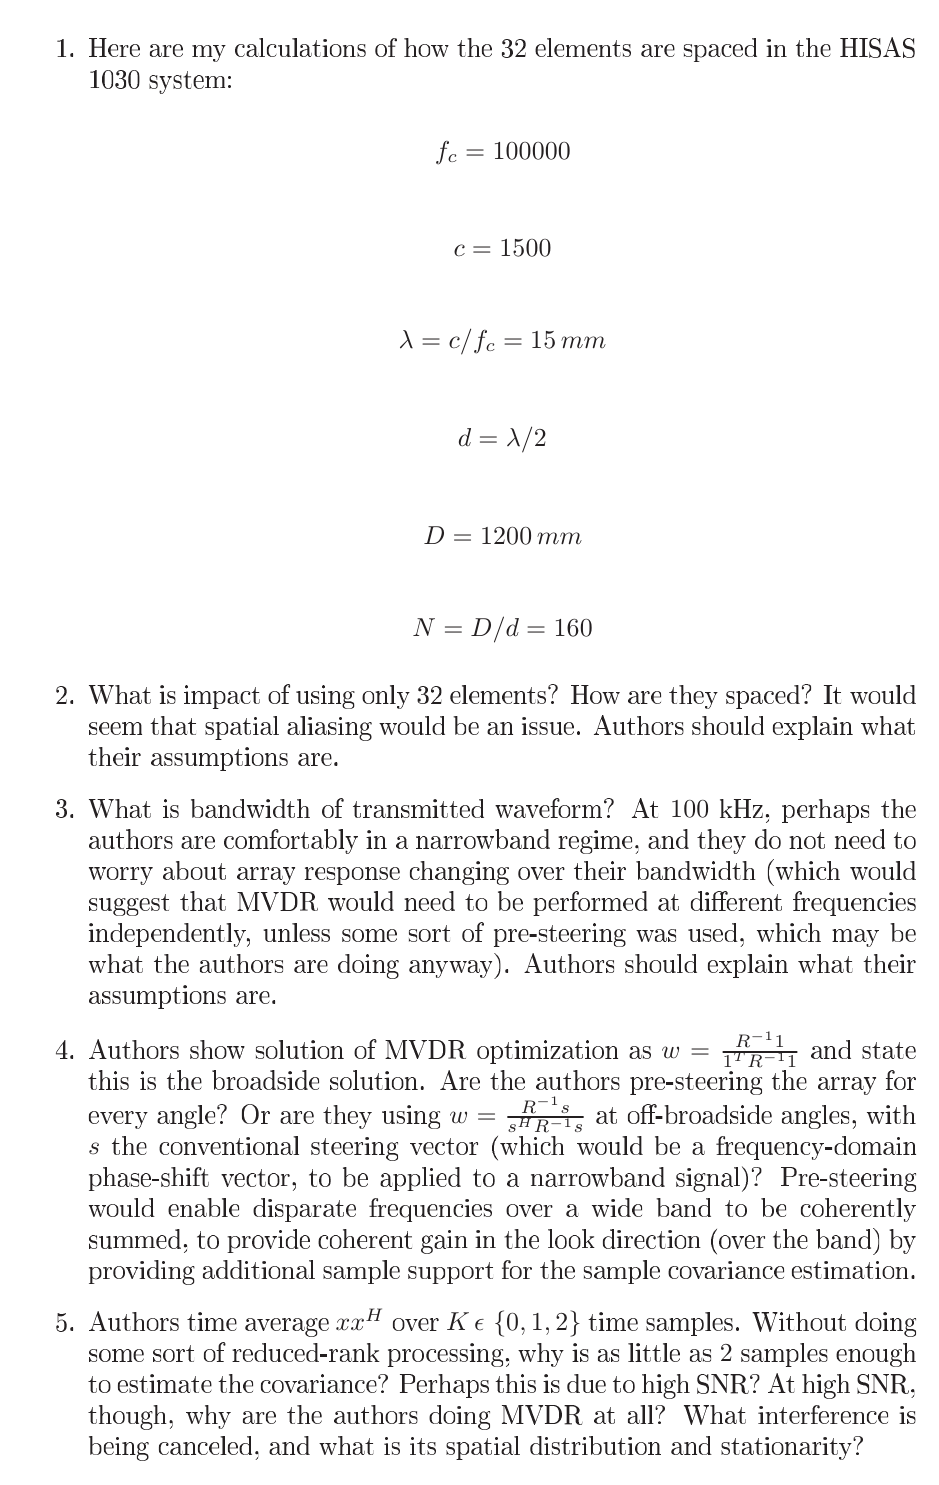 1. Here are my calculations of how the 32 elements are spaced in the HISAS
1030 system:
f_c = 100000
c = 1500
λ = c/f_c = 15 mm
d = λ/2
D = 1200 mm
N = D/d = 160
2. What is impact of using only 32 elements? How are they spaced? It would
seem that spatial aliasing would be an issue. Authors should explain what
their assumptions are.
3. What is bandwidth of transmitted waveform? At 100 kHz, perhaps the
authors are comfortably in a narrowband regime, and they do not need to
worry about array response changing over their bandwidth (which would
suggest that MVDR would need to be performed at different frequencies
independently, unless some sort of pre-steering was used, which may be
what the authors are doing anyway). Authors should explain what their
assumptions are.
4. Authors show solution of MVDR optimization as w = \frac{R^{-1}1}{1^T R^{-1}1} and state
this is the broadside solution. Are the authors pre-steering the array for
every angle? Or are they using w = \frac{R^{-1}s}{s^H R^{-1}s} at off-broadside angles, with
s the conventional steering vector (which would be a frequency-domain
phase-shift vector, to be applied to a narrowband signal)? Pre-steering
would enable disparate frequencies over a wide band to be coherently
summed, to provide coherent gain in the look direction (over the band) by
providing additional sample support for the sample covariance estimation.
5. Authors time average xx^H over K ϵ {0, 1, 2} time samples. Without doing
some sort of reduced-rank processing, why is as little as 2 samples enough
to estimate the covariance? Perhaps this is due to high SNR? At high SNR,
though, why are the authors doing MVDR at all? What interference is
being canceled, and what is its spatial distribution and stationarity?